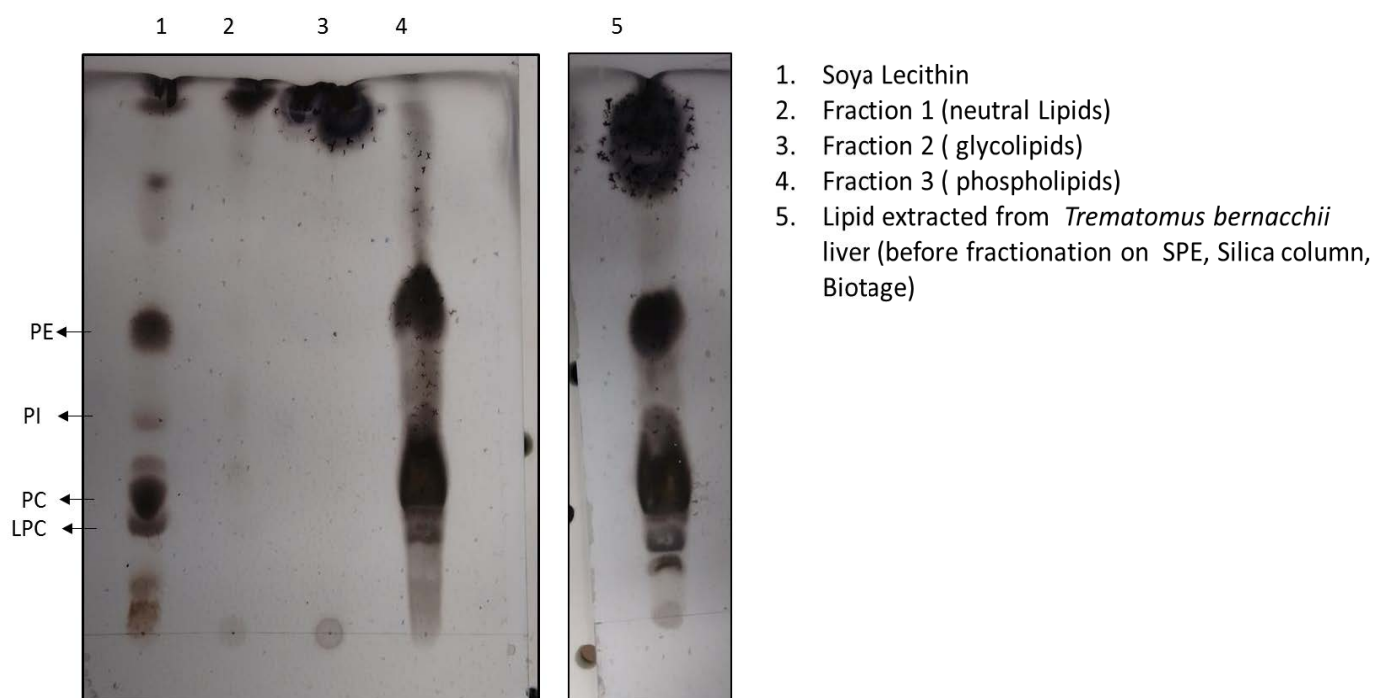 1 2 3 4 5
1. Soya Lecithin
2. Fraction 1 (neutral Lipids)
3. Fraction 2 ( glycolipids)
4. Fraction 3 ( phospholipids)
5. Lipid extracted from Trematomus bernacchii
liver (before fractionation on SPE, Silica column,
Biotage)
PE
PI
PC
LPC